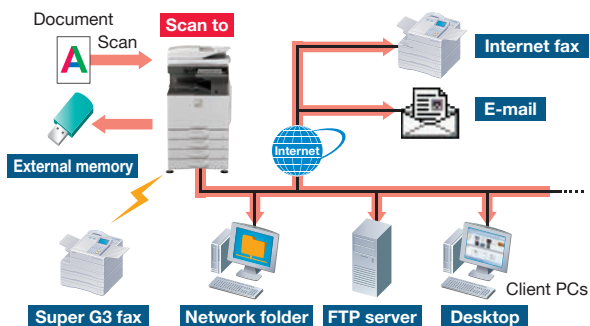 Document
Scan
A
Scan to
Internet fax
E-mail
External memory
Internet
Super G3 fax
Network folder
FTP server
Desktop
Client PCs